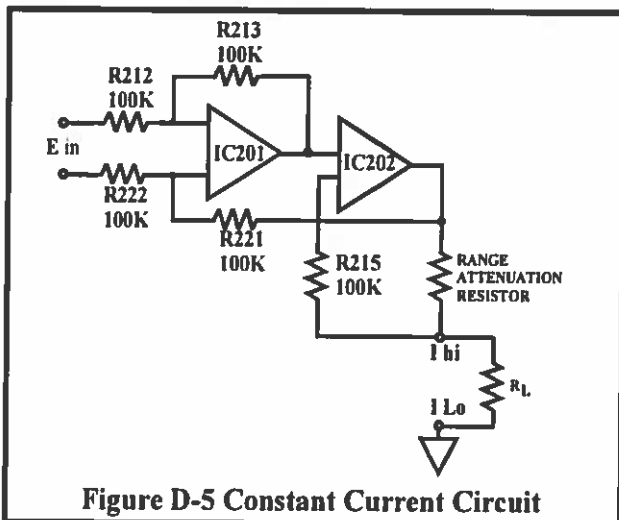 R213
100K
R212
100K
E in
IC201
IC202
R222
100K
R221
100K
R215
100K
RANGE
ATTENUATION
RESISTOR
I hi
RL
I Lo
Figure D-5 Constant Current Circuit